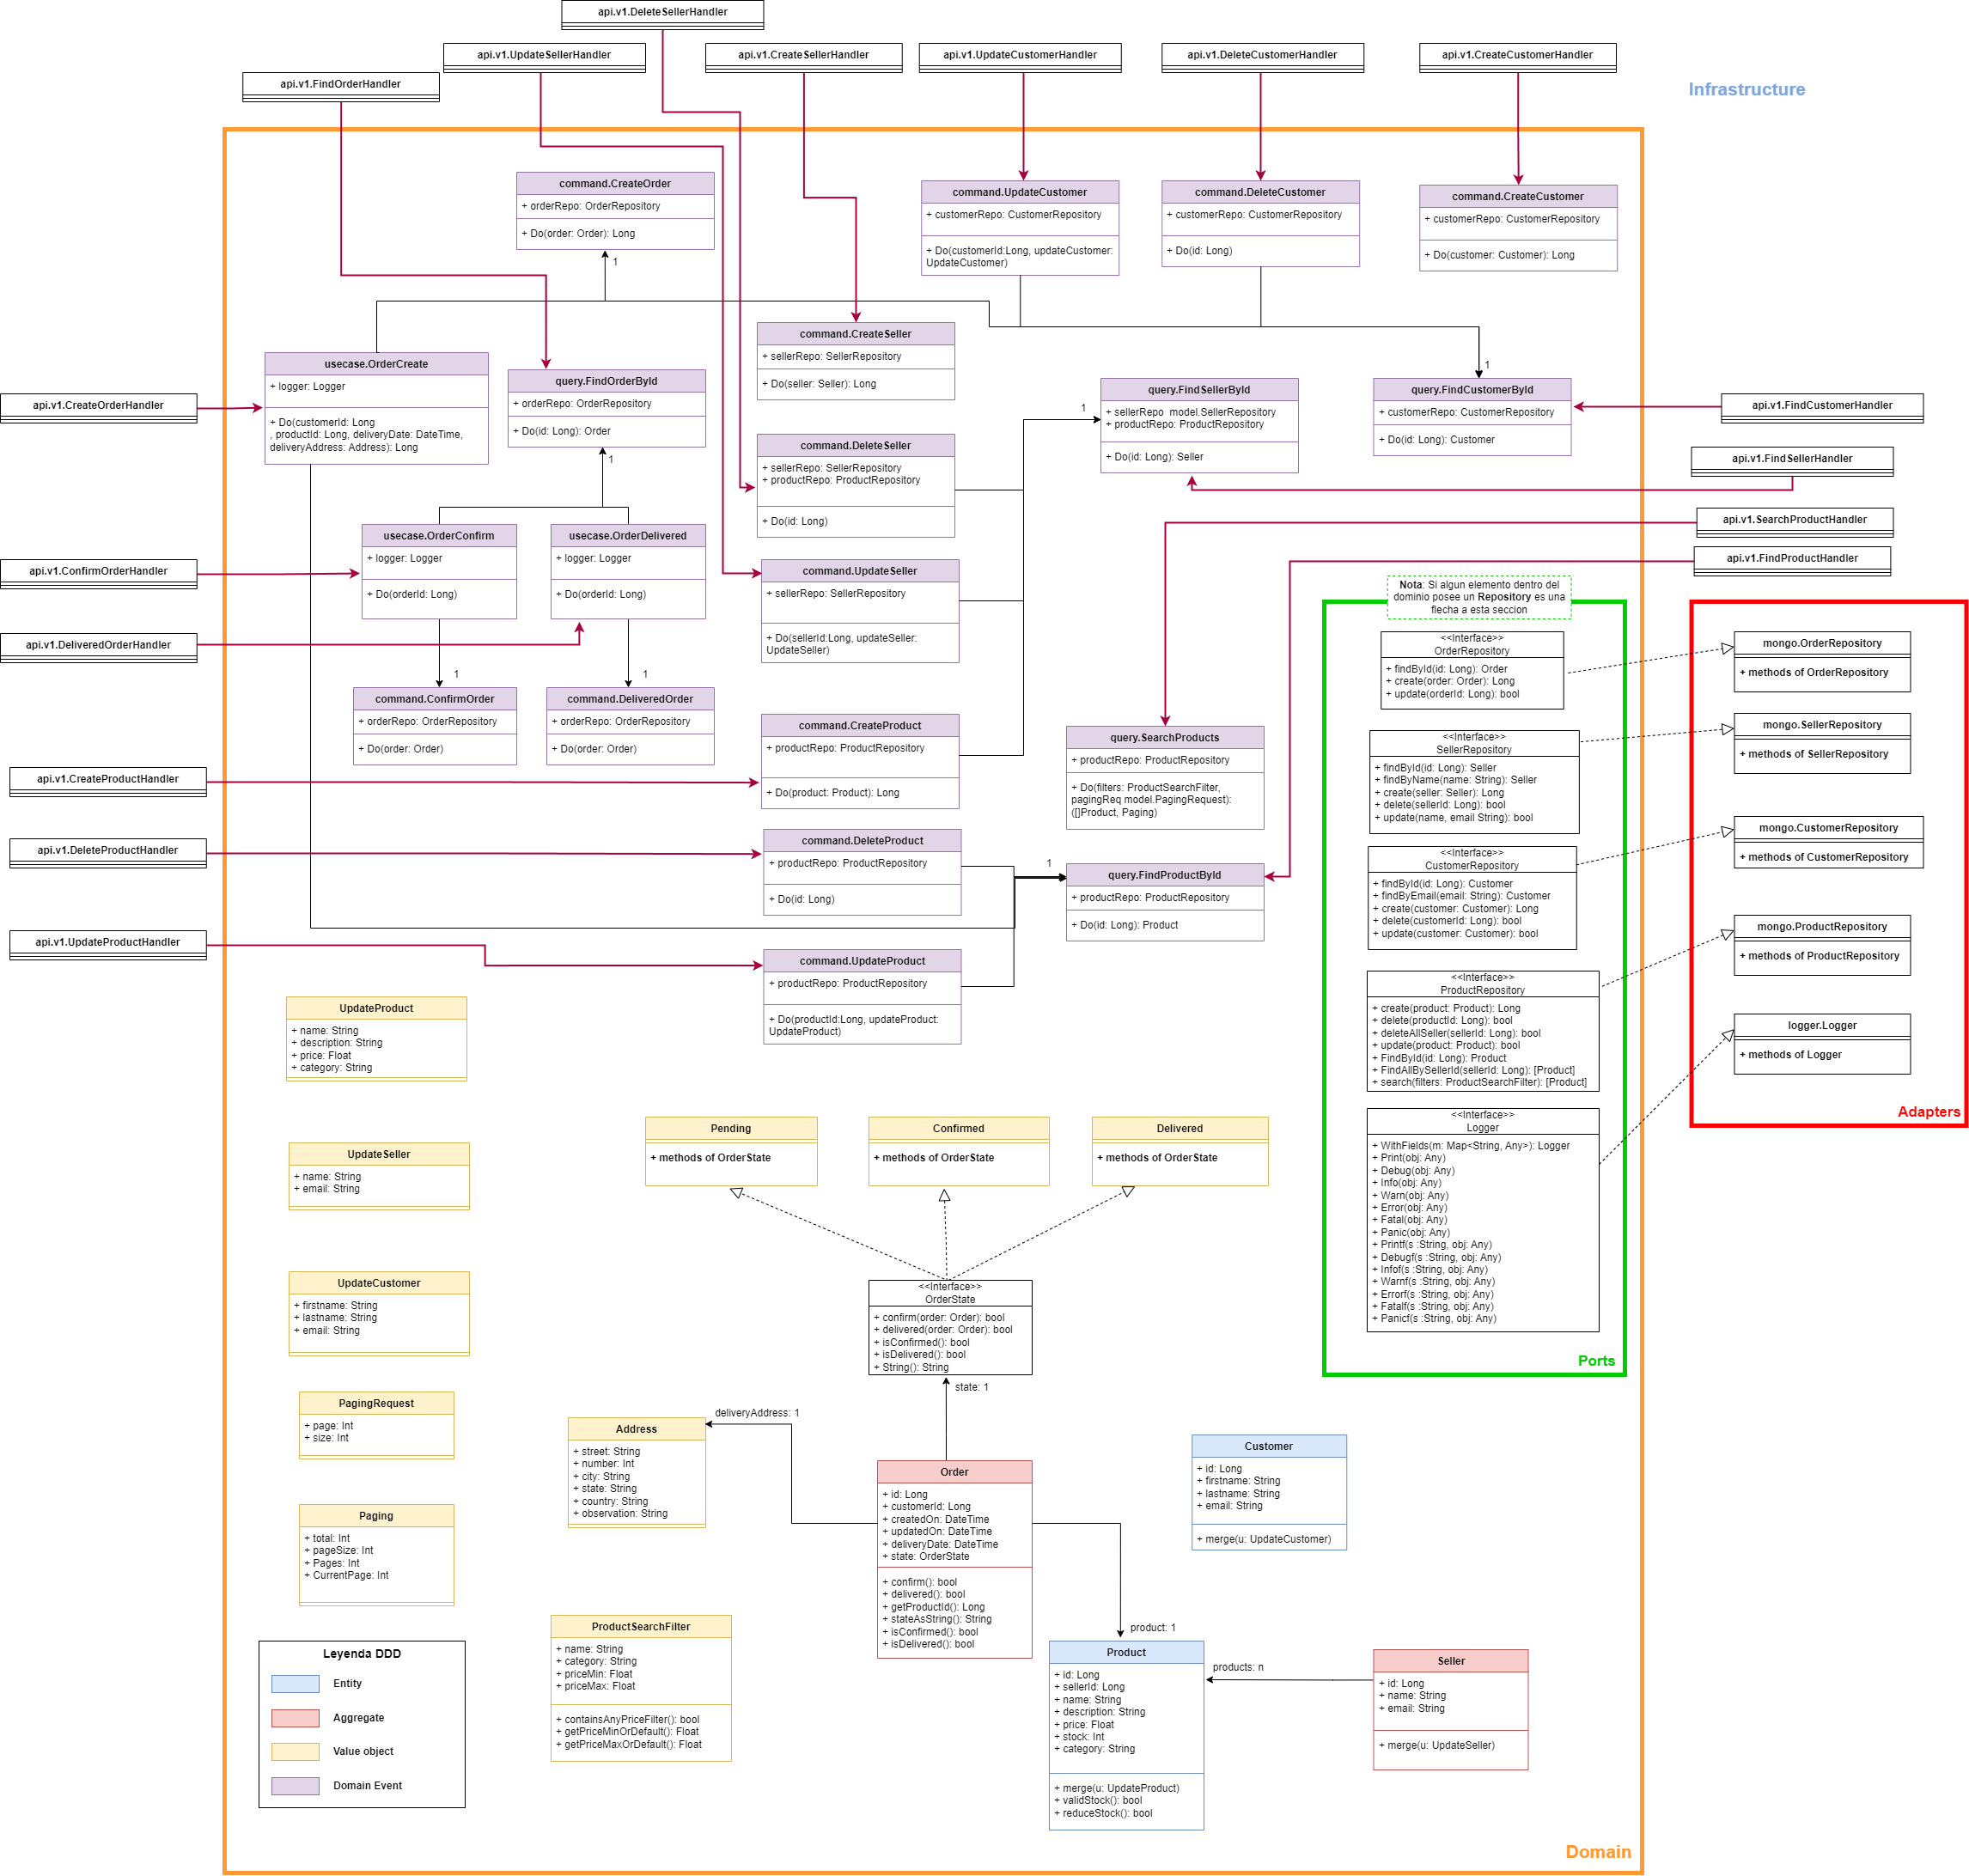 api.v1.DeleteSellerHandler
api.v1.UpdateSellerHandler
api.v1.CreateSellerHandler
api.v1.UpdateCustomerHandler
api.v1.DeleteCustomerHandler
api.v1.CreateCustomerHandler
api.v1.FindOrderHandler
Infrastructure
command.CreateOrder
+ orderRepo: OrderRepository
+ Do(order: Order): Long
1
command.UpdateCustomer
+ customerRepo: CustomerRepository
+ Do(customerId:Long, updateCustomer:
UpdateCustomer)
command.DeleteCustomer
+ customerRepo: CustomerRepository
+ Do(id: Long)
command.CreateCustomer
+ customerRepo: CustomerRepository
+ Do(customer: Customer): Long
command.CreateSeller
+ sellerRepo: SellerRepository
+ Do(seller: Seller): Long
usecase.OrderCreate
+ logger: Logger
+ Do(customerId: Long
, productId: Long, deliveryDate: DateTime,
deliveryAddress: Address): Long
query.FindOrderById
+ orderRepo: OrderRepository
+ Do(id: Long): Order
1
1
query.FindSellerById
+ sellerRepo  model.SellerRepository
+ productRepo: ProductRepository
+ Do(id: Long): Seller
1
query.FindCustomerById
+ customerRepo: CustomerRepository
+ Do(id: Long): Customer
api.v1.CreateOrderHandler
api.v1.FindCustomerHandler
command.DeleteSeller
+ sellerRepo: SellerRepository
+ productRepo: ProductRepository
+ Do(id: Long)
api.v1.FindSellerHandler
api.v1.SearchProductHandler
api.v1.FindProductHandler
usecase.OrderConfirm
+ logger: Logger
+ Do(orderId: Long)
usecase.OrderDelivered
+ logger: Logger
+ Do(orderId: Long)
api.v1.ConfirmOrderHandler
api.v1.DeliveredOrderHandler
command.UpdateSeller
+ sellerRepo: SellerRepository
+ Do(sellerId:Long, updateSeller:
UpdateSeller)
Nota: Si algun elemento dentro del
dominio posee un Repository es una
flecha a esta seccion
<<Interface>>
OrderRepository
+ findById(id: Long): Order
+ create(order: Order): Long
+ update(orderId: Long): bool
mongo.OrderRepository
+ methods of OrderRepository
1
1
command.ConfirmOrder
+ orderRepo: OrderRepository
+ Do(order: Order)
command.DeliveredOrder
+ orderRepo: OrderRepository
+ Do(order: Order)
command.CreateProduct
+ productRepo: ProductRepository
+ Do(product: Product): Long
query.SearchProducts
+ productRepo: ProductRepository
+ Do(filters: ProductSearchFilter,
pagingReq model.PagingRequest):
([]Product, Paging)
<<Interface>>
SellerRepository
+ findById(id: Long): Seller
+ findByName(name: String): Seller
+ create(seller: Seller): Long
+ delete(sellerId: Long): bool
+ update(name, email String): bool
mongo.SellerRepository
+ methods of SellerRepository
api.v1.CreateProductHandler
api.v1.DeleteProductHandler
command.DeleteProduct
+ productRepo: ProductRepository
+ Do(id: Long)
1
query.FindProductById
+ productRepo: ProductRepository
+ Do(id: Long): Product
<<Interface>>
CustomerRepository
+ findById(id: Long): Customer
+ findByEmail(email: String): Customer
+ create(customer: Customer): Long
+ delete(customerId: Long): bool
+ update(customer: Customer): bool
mongo.CustomerRepository
+ methods of CustomerRepository
api.v1.UpdateProductHandler
command.UpdateProduct
+ productRepo: ProductRepository
+ Do(productId:Long, updateProduct:
UpdateProduct)
<<Interface>>
ProductRepository
+ create(product: Product): Long
+ delete(productId: Long): bool
+ deleteAllSeller(sellerId: Long): bool
+ update(product: Product): bool
+ FindById(id: Long): Product
+ FindAllBySellerId(sellerId: Long): [Product]
+ search(filters: ProductSearchFilter): [Product]
mongo.ProductRepository
+ methods of ProductRepository
logger.Logger
+ methods of Logger
Adapters
UpdateProduct
+ name: String
+ description: String
+ price: Float
+ category: String
Pending
+ methods of OrderState
Confirmed
+ methods of OrderState
Delivered
+ methods of OrderState
<<Interface>>
Logger
+ WithFields(m: Map<String, Any>): Logger
+ Print(obj: Any)
+ Debug(obj: Any)
+ Info(obj: Any)
+ Warn(obj: Any)
+ Error(obj: Any)
+ Fatal(obj: Any)
+ Panic(obj: Any)
+ Printf(s :String, obj: Any)
+ Debugf(s :String, obj: Any)
+ Infof(s :String, obj: Any)
+ Warnf(s :String, obj: Any)
+ Errorf(s :String, obj: Any)
+ Fatalf(s :String, obj: Any)
+ Panicf(s :String, obj: Any)
Ports
UpdateSeller
+ name: String
+ email: String
UpdateCustomer
+ firstname: String
+ lastname: String
+ email: String
<<Interface>>
OrderState
+ confirm(order: Order): bool
+ delivered(order: Order): bool
+ isConfirmed(): bool
+ isDelivered(): bool
+ String(): String
state: 1
PagingRequest
+ page: Int
+ size: Int
deliveryAddress: 1
Address
+ street: String
+ number: Int
+ city: String
+ state: String
+ country: String
+ observation: String
Order
+ id: Long
+ customerId: Long
+ createdOn: DateTime
+ updatedOn: DateTime
+ deliveryDate: DateTime
+ state: OrderState
+ confirm(): bool
+ delivered(): bool
+ getProductId(): Long
+ stateAsString(): String
+ isConfirmed(): bool
+ isDelivered(): bool
Customer
+ id: Long
+ firstname: String
+ lastname: String
+ email: String
+ merge(u: UpdateCustomer)
Paging
+ total: Int
+ pageSize: Int
+ Pages: Int
+ CurrentPage: Int
ProductSearchFilter
+ name: String
+ category: String
+ priceMin: Float
+ priceMax: Float
+ containsAnyPriceFilter(): bool
+ getPriceMinOrDefault(): Float
+ getPriceMaxOrDefault(): Float
product: 1
Product
+ id: Long
+ sellerId: Long
+ name: String
+ description: String
+ price: Float
+ stock: Int
+ category: String
+ merge(u: UpdateProduct)
+ validStock(): bool
+ reduceStock(): bool
products: n
Seller
+ id: Long
+ name: String
+ email: String
+ merge(u: UpdateSeller)
Leyenda DDD
Entity
Aggregate
Value object
Domain Event
Domain